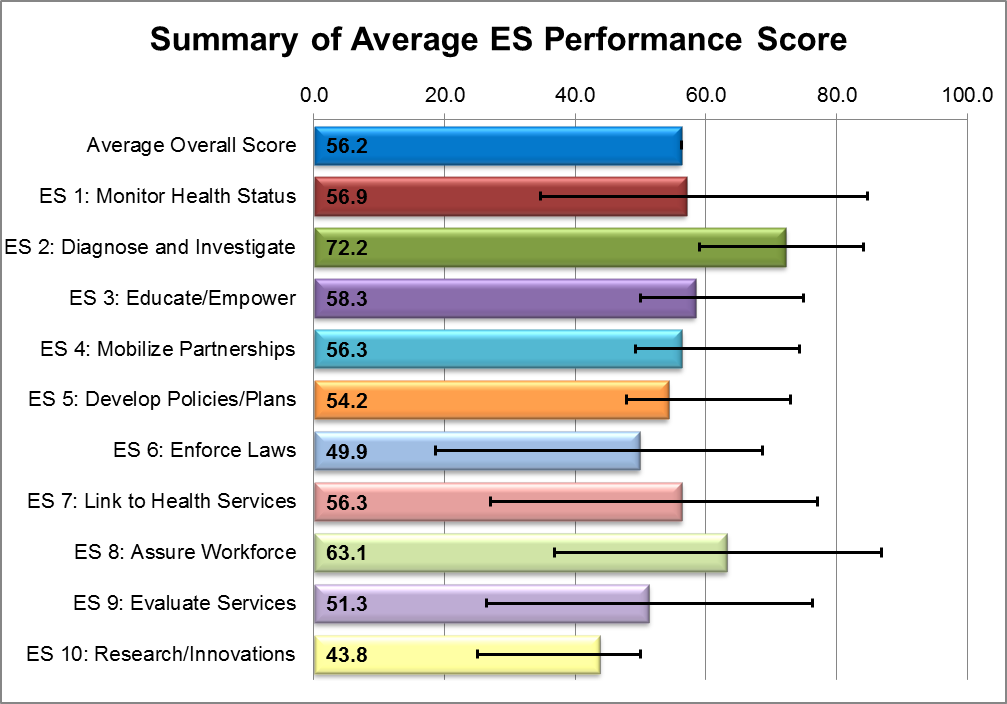 Summary of Average ES Performance Score
0.0 20.0 40.0 60.0 80.0 100.0
Average Overall Score 56.2
ES 1: Monitor Health Status 56.9
ES 2: Diagnose and Investigate 72.2
ES 3: Educate/Empower 58.3
ES 4: Mobilize Partnerships 56.3
ES 5: Develop Policies/Plans 54.2
ES 6: Enforce Laws 49.9
ES 7: Link to Health Services 56.3
ES 8: Assure Workforce 63.1
ES 9: Evaluate Services 51.3
ES 10: Research/Innovations 43.8